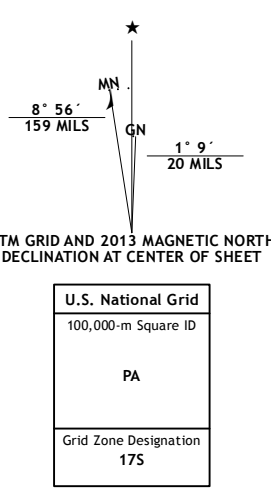 MN
8° 56´
159 MILS
GN
1° 9´
20 MILS
TM GRID AND 2013 MAGNETIC NORTH
DECLINATION AT CENTER OF SHEET
U.S. National Grid
100,000-m Square ID
PA
Grid Zone Designation
17S